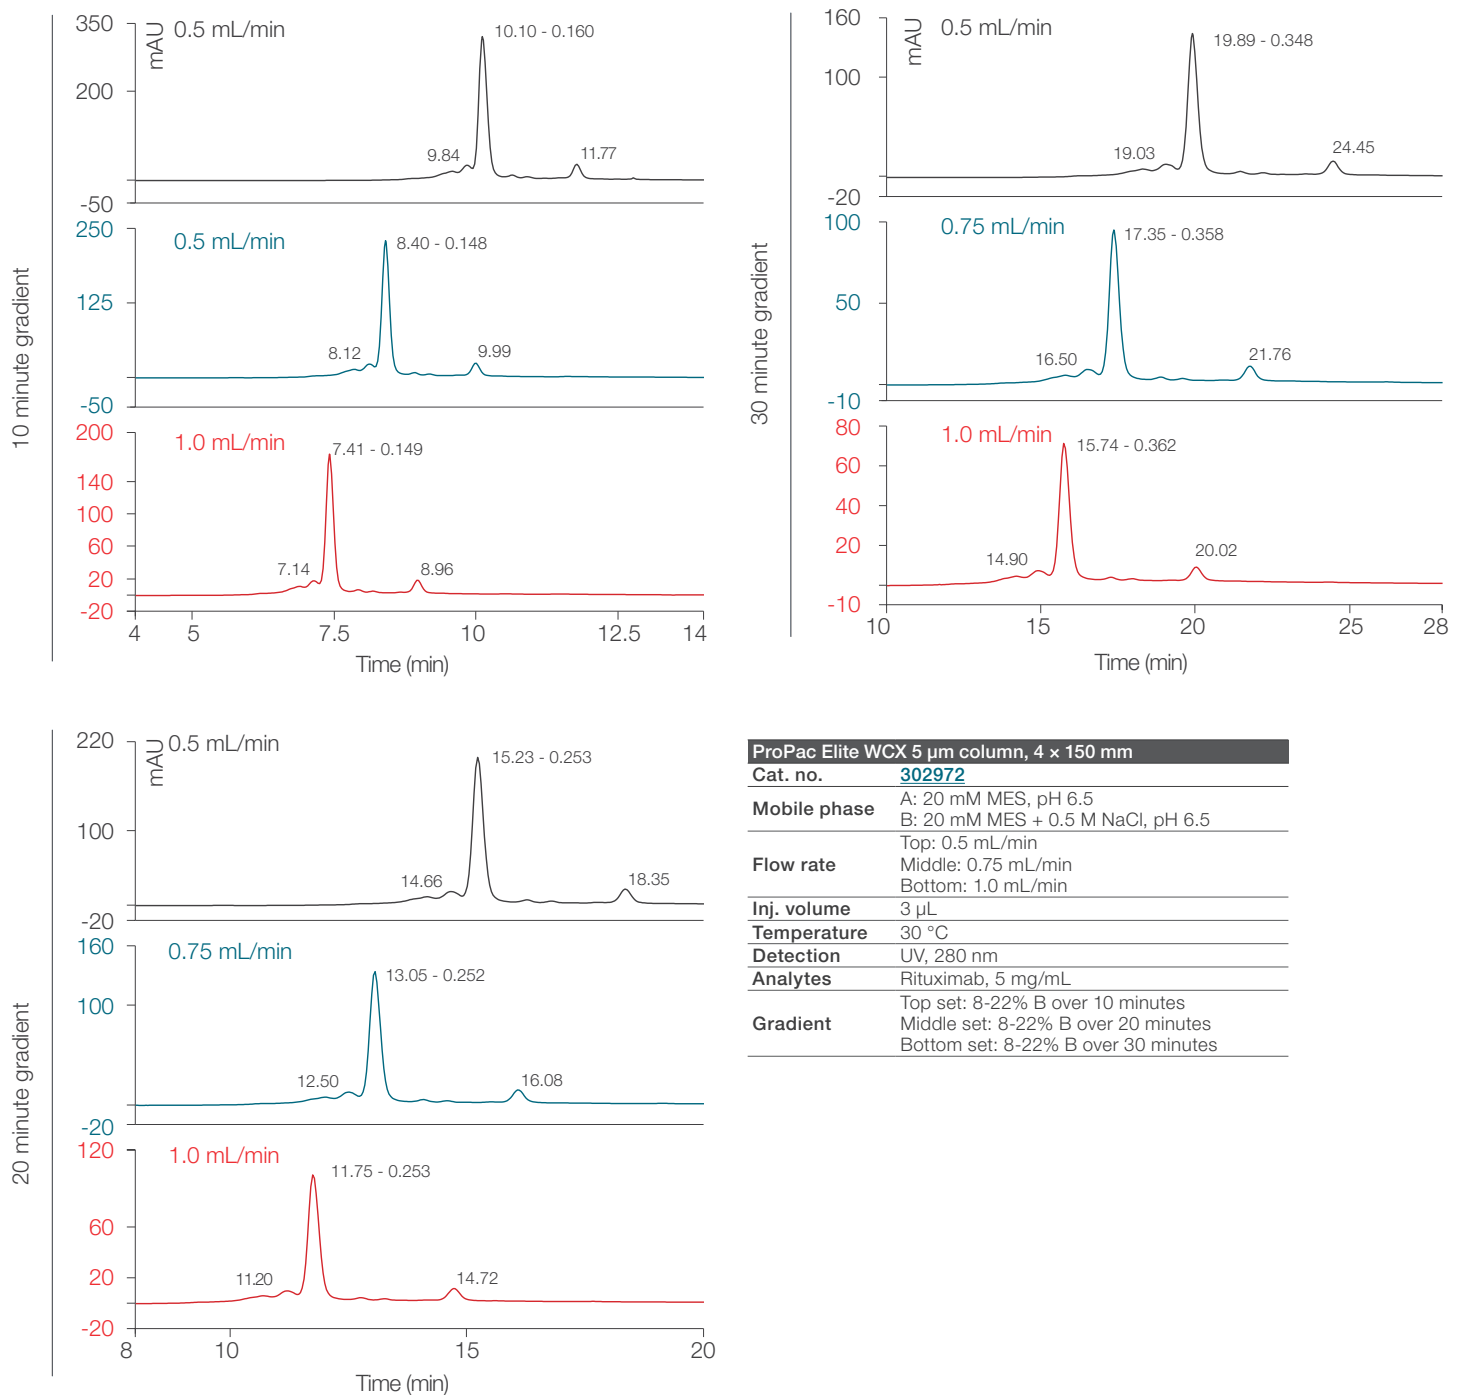 10 minute gradient
350
200
-50
mAU
0.5 mL/min
10.10 - 0.160
9.84
11.77
250
125
-50
0.5 mL/min
8.40 - 0.148
8.12
9.99
200
140
100
60
20
-20
1.0 mL/min
7.41 - 0.149
7.14
8.96
4 5 7.5 10 12.5 14
Time (min)
30 minute gradient
160
100
-20
mAU
0.5 mL/min
19.89 - 0.348
19.03
24.45
100
50
-10
0.75 mL/min
17.35 - 0.358
16.50
21.76
80
60
40
20
-10
1.0 mL/min
15.74 - 0.362
14.90
20.02
10 15 20 25 28
Time (min)
20 minute gradient
220
100
-20
mAU
0.5 mL/min
15.23 - 0.253
14.66
18.35
160
100
-20
0.75 mL/min
13.05 - 0.252
12.50
16.08
120
60
20
-20
1.0 mL/min
11.75 - 0.253
11.20
14.72
8 10 15 20
Time (min)
ProPac Elite WCX 5 µm column, 4 × 150 mm
Cat. no. 302972
Mobile phase A: 20 mM MES, pH 6.5
B: 20 mM MES + 0.5 M NaCl, pH 6.5
Flow rate Top: 0.5 mL/min
Middle: 0.75 mL/min
Bottom: 1.0 mL/min
Inj. volume 3 µL
Temperature 30 °C
Detection UV, 280 nm
Analytes Rituximab, 5 mg/mL
Gradient Top set: 8-22% B over 10 minutes
Middle set: 8-22% B over 20 minutes
Bottom set: 8-22% B over 30 minutes